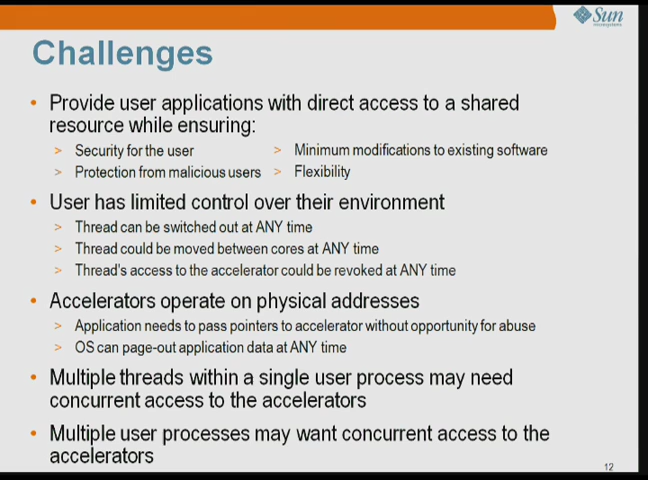 Sun
microsystems
Challenges
• Provide user applications with direct access to a shared
resource while ensuring:
> Security for the user
> Minimum modifications to existing software
> Protection from malicious users
> Flexibility
• User has limited control over their environment
> Thread can be switched out at ANY time
> Thread could be moved between cores at ANY time
> Thread's access to the accelerator could be revoked at ANY time
• Accelerators operate on physical addresses
> Application needs to pass pointers to accelerator without opportunity for abuse
> OS can page-out application data at ANY time
• Multiple threads within a single user process may need
concurrent access to the accelerators
• Multiple user processes may want concurrent access to the
accelerators
12